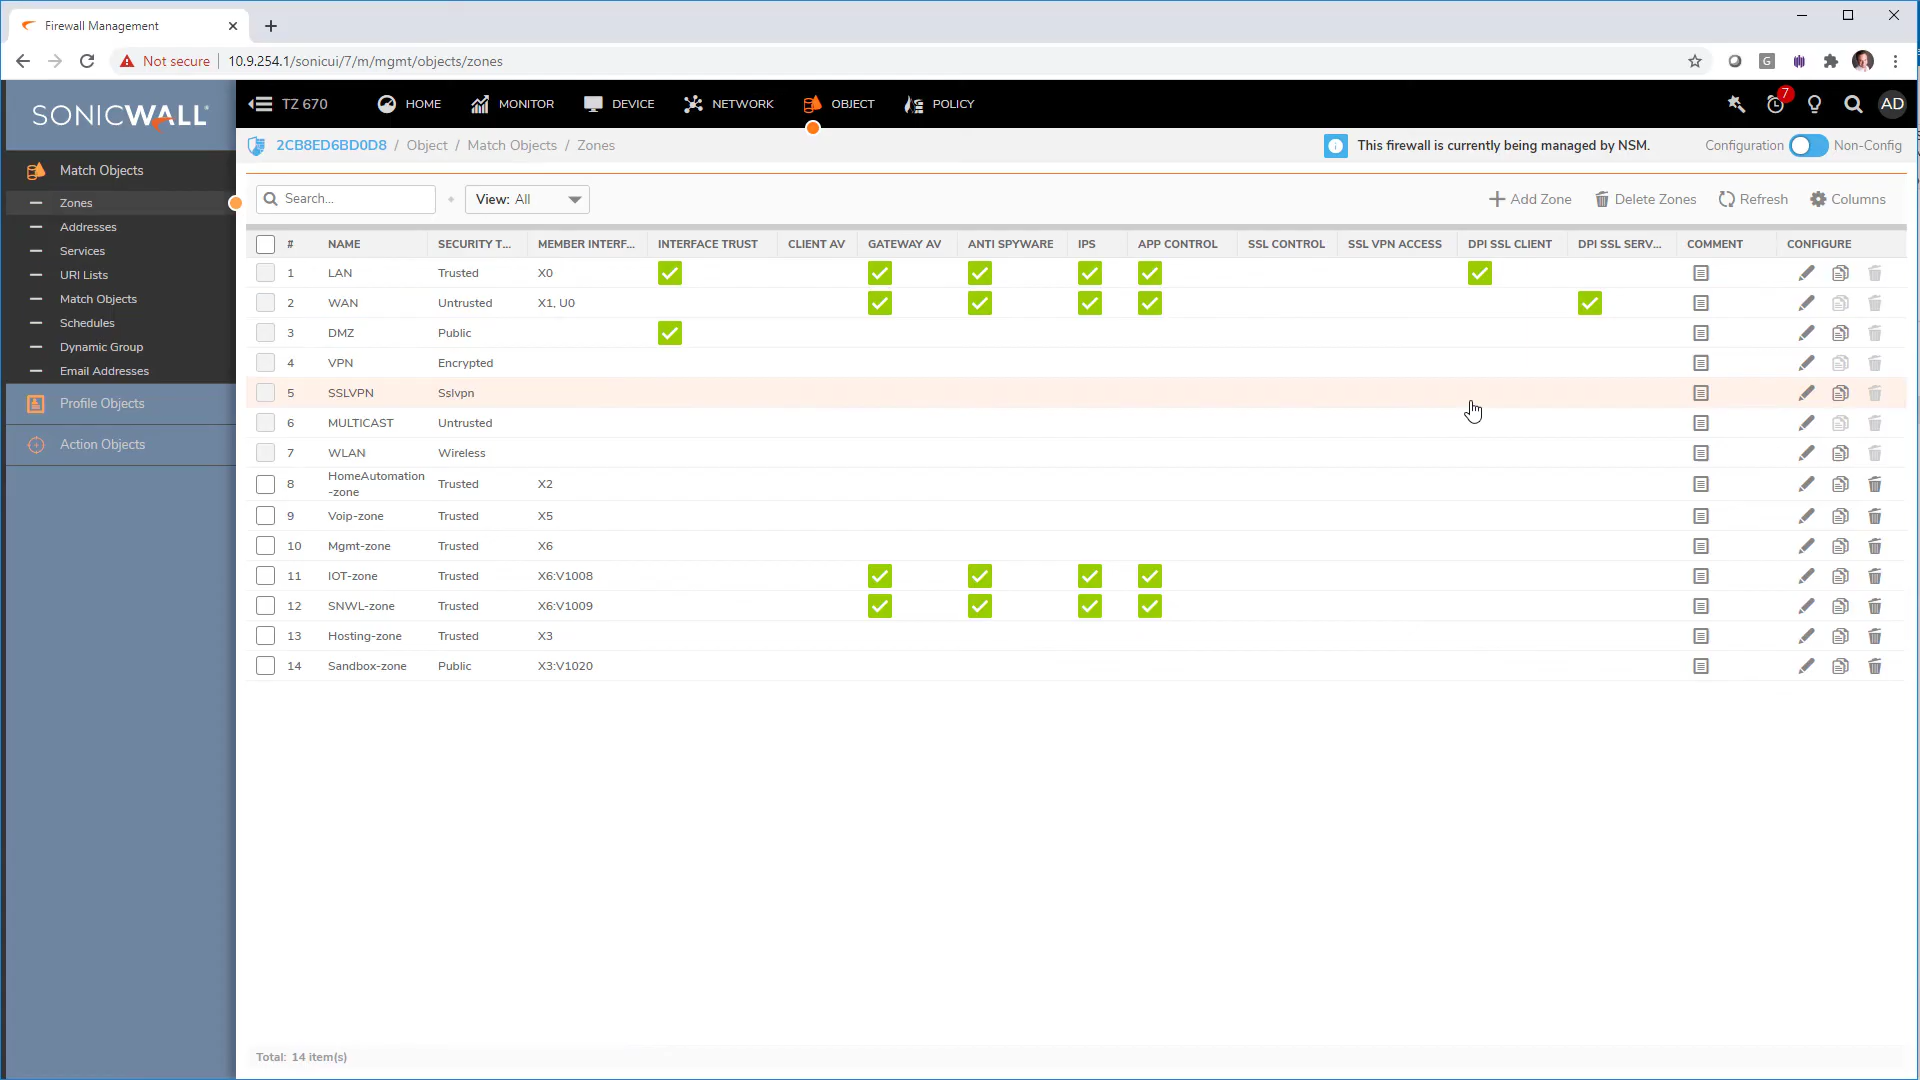 Firewall Management
Not secure
10.9.254.1/sonicui/7/m/mgmt/objects/zones
G
SONICWALL
TZ 670
HOME
MONITOR
DEVICE
NETWORK
OBJECT
POLICY
7
AD
2CB8ED6BD0D8 / Object / Match Objects / Zones
This firewall is currently being managed by NSM.
Configuration
Non-Config
Match Objects
Zones
Addresses
Services
URI Lists
Match Objects
Schedules
Dynamic Group
Email Addresses
Profile Objects
Action Objects
Search...
View: All
Add Zone
Delete Zones
Refresh
Columns
# NAME SECURITY T... MEMBER INTERF... INTERFACE TRUST CLIENT AV GATEWAY AV ANTI SPYWARE IPS APP CONTROL SSL CONTROL SSL VPN ACCESS DPI SSL CLIENT DPI SSL SERV... COMMENT CONFIGURE
1 LAN Trusted X0
2 WAN Untrusted X1, U0
3 DMZ Public
4 VPN Encrypted
5 SSLVPN Sslvpn
6 MULTICAST Untrusted
7 WLAN Wireless
8 HomeAutomation
-zone Trusted X2
9 Voip-zone Trusted X5
10 Mgmt-zone Trusted X6
11 IOT-zone Trusted X6:V1008
12 SNWL-zone Trusted X6:V1009
13 Hosting-zone Trusted X3
14 Sandbox-zone Public X3:V1020
Total: 14 item(s)